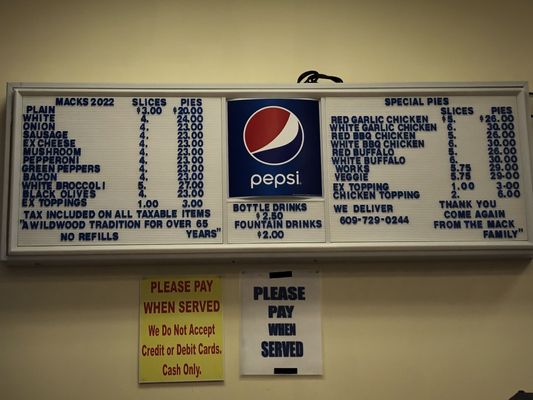 MACKS 2022 SLICES PIES
PLAIN $3.00 $20.00
WHITE 4. 24.00
ONION 4. 23.00
SAUSAGE 4. 23.00
EX CHEESE 4. 23.00
MUSHROOM 4. 23.00
PEPPERONI 4. 23.00
GREEN PEPPERS 4. 23.00
BACON 4. 23.00
WHITE BROCCOLI 5. 27.00
BLACK OLIVES 4. 23.00
EX TOPPINGS 1.00 3.00
TAX INCLUDED ON ALL TAXABLE ITEMS
"A WILDWOOD TRADITION FOR OVER 65
NO REFILLS YEARS"
pepsi
BOTTLE DRINKS
$2.50
FOUNTAIN DRINKS
$2.00
SPECIAL PIES
SLICES PIES
RED GARLIC CHICKEN $5. $26.00
WHITE GARLIC CHICKEN 6. 30.00
RED BBQ CHICKEN 5. 26.00
WHITE BBQ CHICKEN 6. 30.00
RED BUFFALO 5. 26.00
WHITE BUFFALO 6. 30.00
WORKS 5.75 29.00
VEGGIE 5.75 29.00
EX TOPPING 1.00 3.00
CHICKEN TOPPING 2. 6.00
WE DELIVER
609-729-0244
THANK YOU
COME AGAIN
FROM THE MACK
FAMILY"
PLEASE PAY
WHEN SERVED
We Do Not Accept
Credit or Debit Cards.
Cash Only.
PLEASE
PAY
WHEN
SERVED